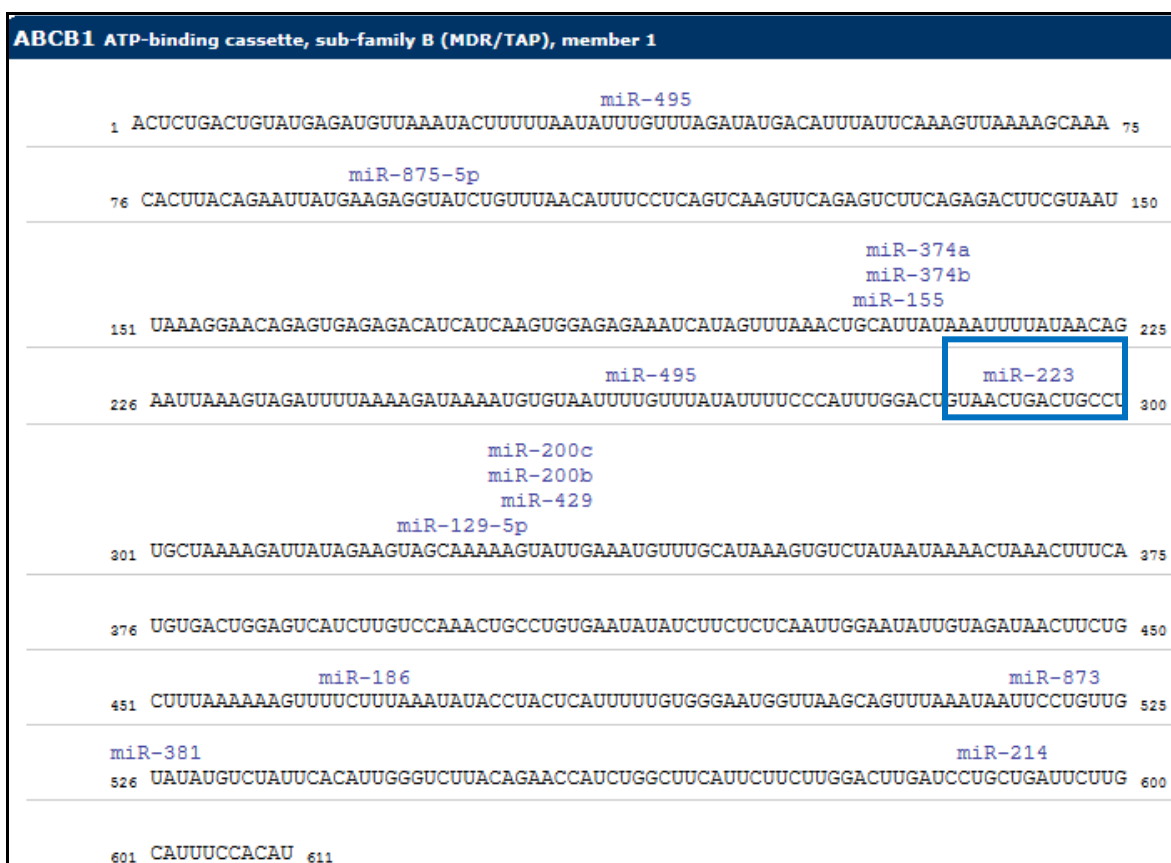 ABCB1 ATP-binding cassette, sub-family B (MDR/TAP), member 1
miR-495
1 ACUCUGACUGUAUGAGAUGUUAAAUACUUUUUAAUAUUUGUUUAGAUAUGACAUUUAUUCAAAGUUAAAAGCAAA 75
miR-875-5p
76 CACUUACAGAAUUAUGAAGAGGUAUCUGUUUAACAUUUCCUCAGUCAAGUUCAGAGUCUUCAGAGACUUCGUAAU 150
miR-374a
miR-374b
miR-155
151 UAAAGGAACAGAGUGAGAGACAUCAUCAAGUGGAGAGAAAUCAUAGUUUAAACUGCAUUAUAAAUUUUAUAACAG 225
miR-495 miR-223
226 AAUUAAAGUAGAUUUUAAAAGAUAAAAUGUGUAAUUUUGUUUAUAUUUUCCCAUUUGGACUGUAACUGACUGCCU 300
miR-200c
miR-200b
miR-429
miR-129-5p
301 UGCUAAAAGAUUAUAGAAGUAGCAAAAAGUAUUGAAAUGUUUGCAUAAAGUGUCUAUAAUAAAACUAAACUUUCA 375
376 UGUGACUGGAGUCAUCUUGUCCAAACUGCCUGUGAAUAUAUCUUCUCUCAAUUGGAAUAUUGUAGAUAACUUCUG 450
miR-186 miR-873
451 CUUUAAAAAAGUUUUCUUUAAAUAUACCUACUCAUUUUUGUGGGAAUGGUUAAGCAGUUUAAAUAAUUCCUGUUG 525
miR-381 miR-214
526 UAUAUGUCUAUUCACAUUGGGUCUUACAGAACCAUCUGGCUUCAUUCUUCUUGGACUUGAUCCUGCUGAUUCUUG 600
601 CAUUUCCACAU 611